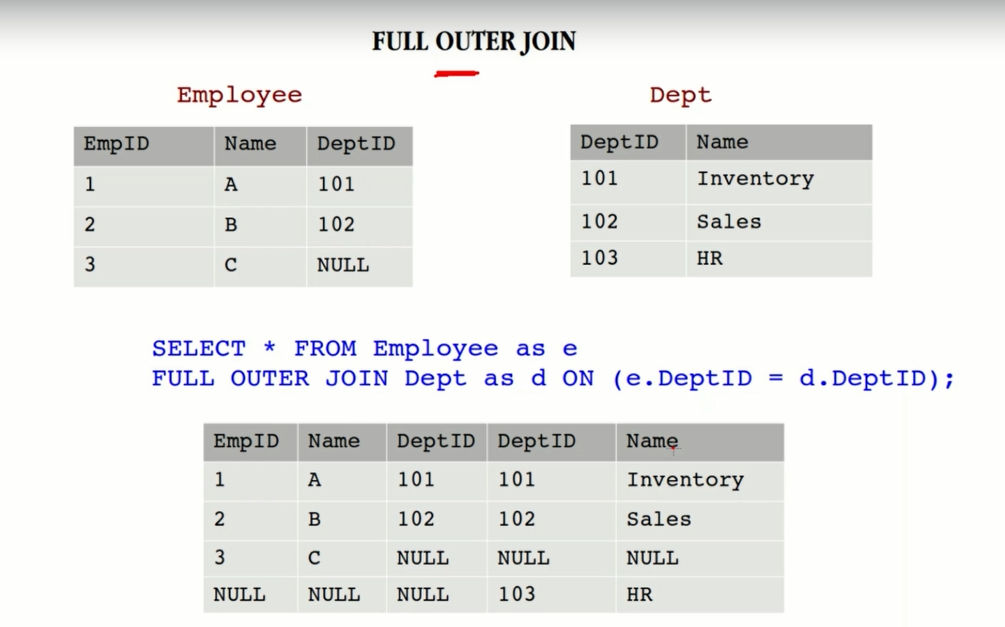 FULL OUTER JOIN
Employee
EmpID Name DeptID
1 A 101
2 B 102
3 C NULL
Dept
DeptID Name
101 Inventory
102 Sales
103 HR
SELECT * FROM Employee as e
FULL OUTER JOIN Dept as d ON (e.DeptID = d.DeptID);
EmpID Name DeptID DeptID Name
1 A 101 101 Inventory
2 B 102 102 Sales
3 C NULL NULL NULL
NULL NULL NULL 103 HR